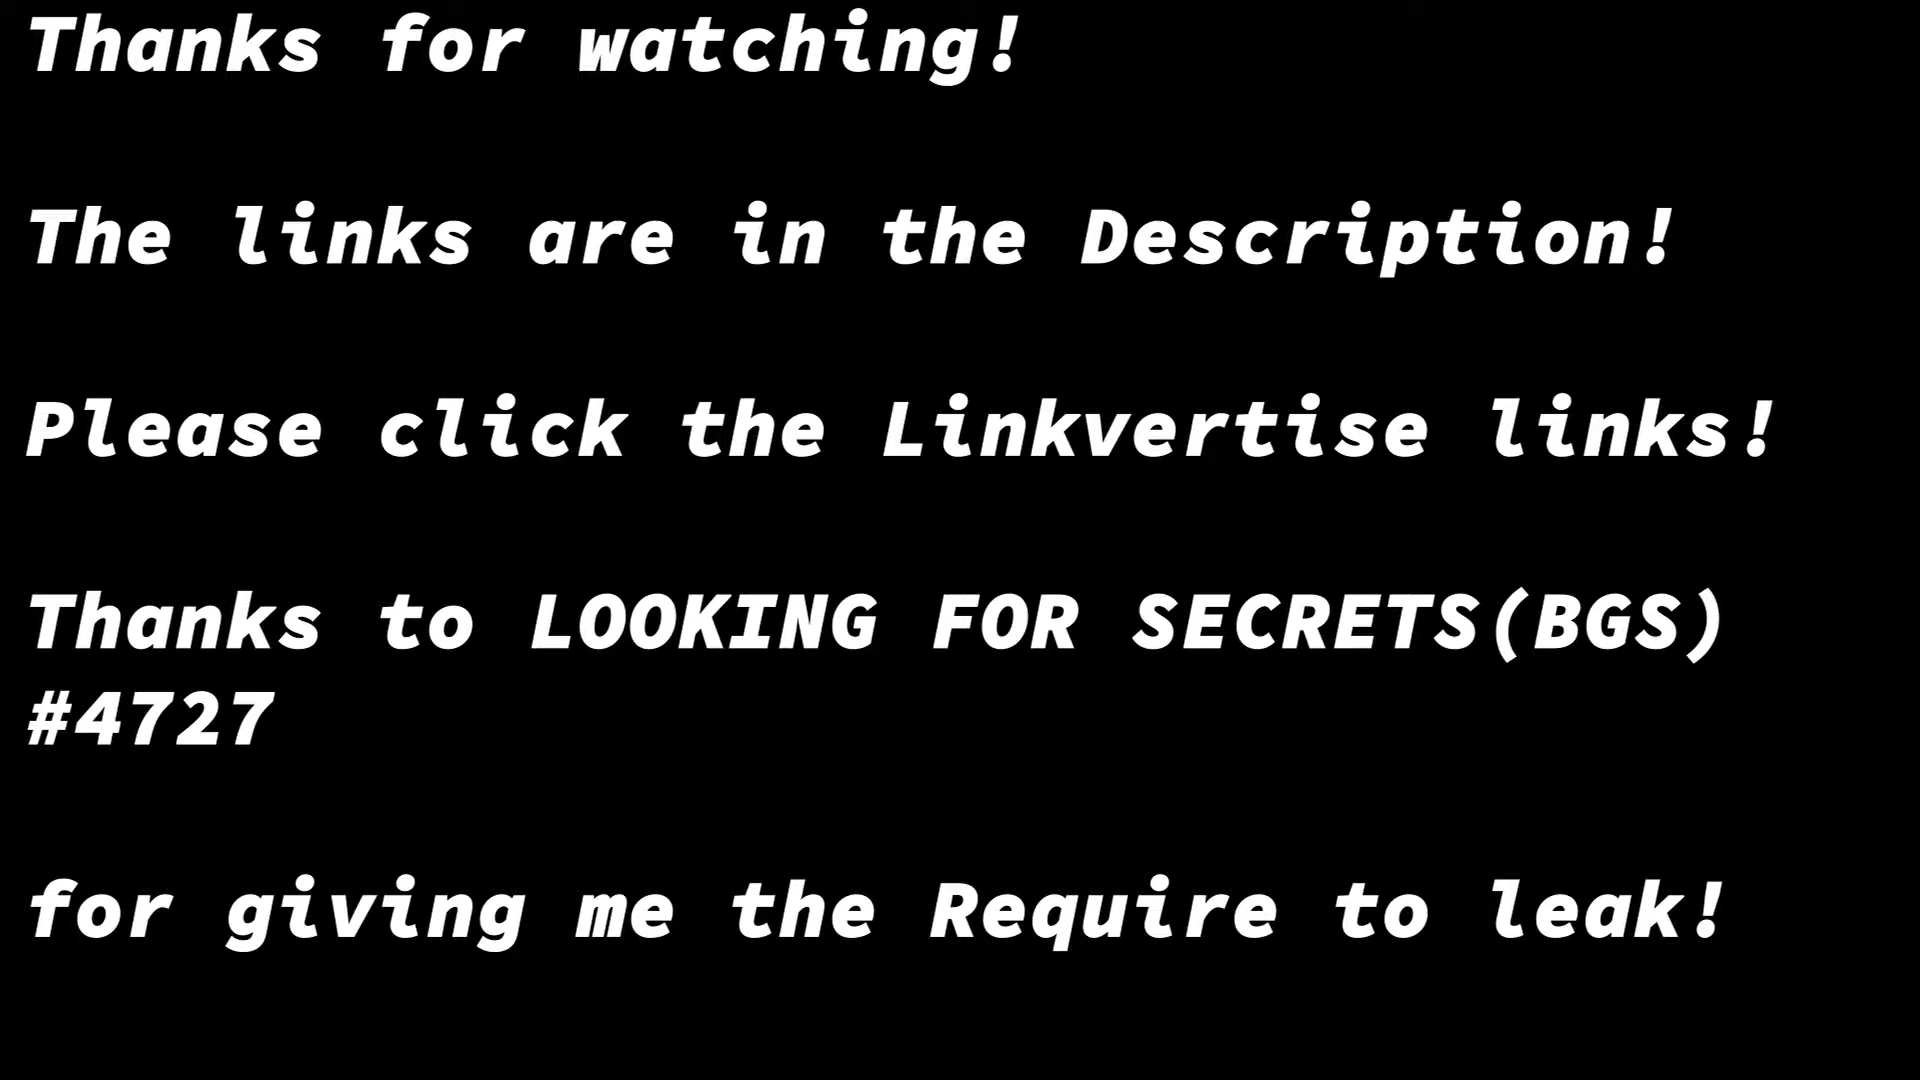 Thanks for watching!
The links are in the Description!
Please click the Linkvertise links!
Thanks to LOOKING FOR SECRETS(BGS)
#4727
for giving me the Require to leak!